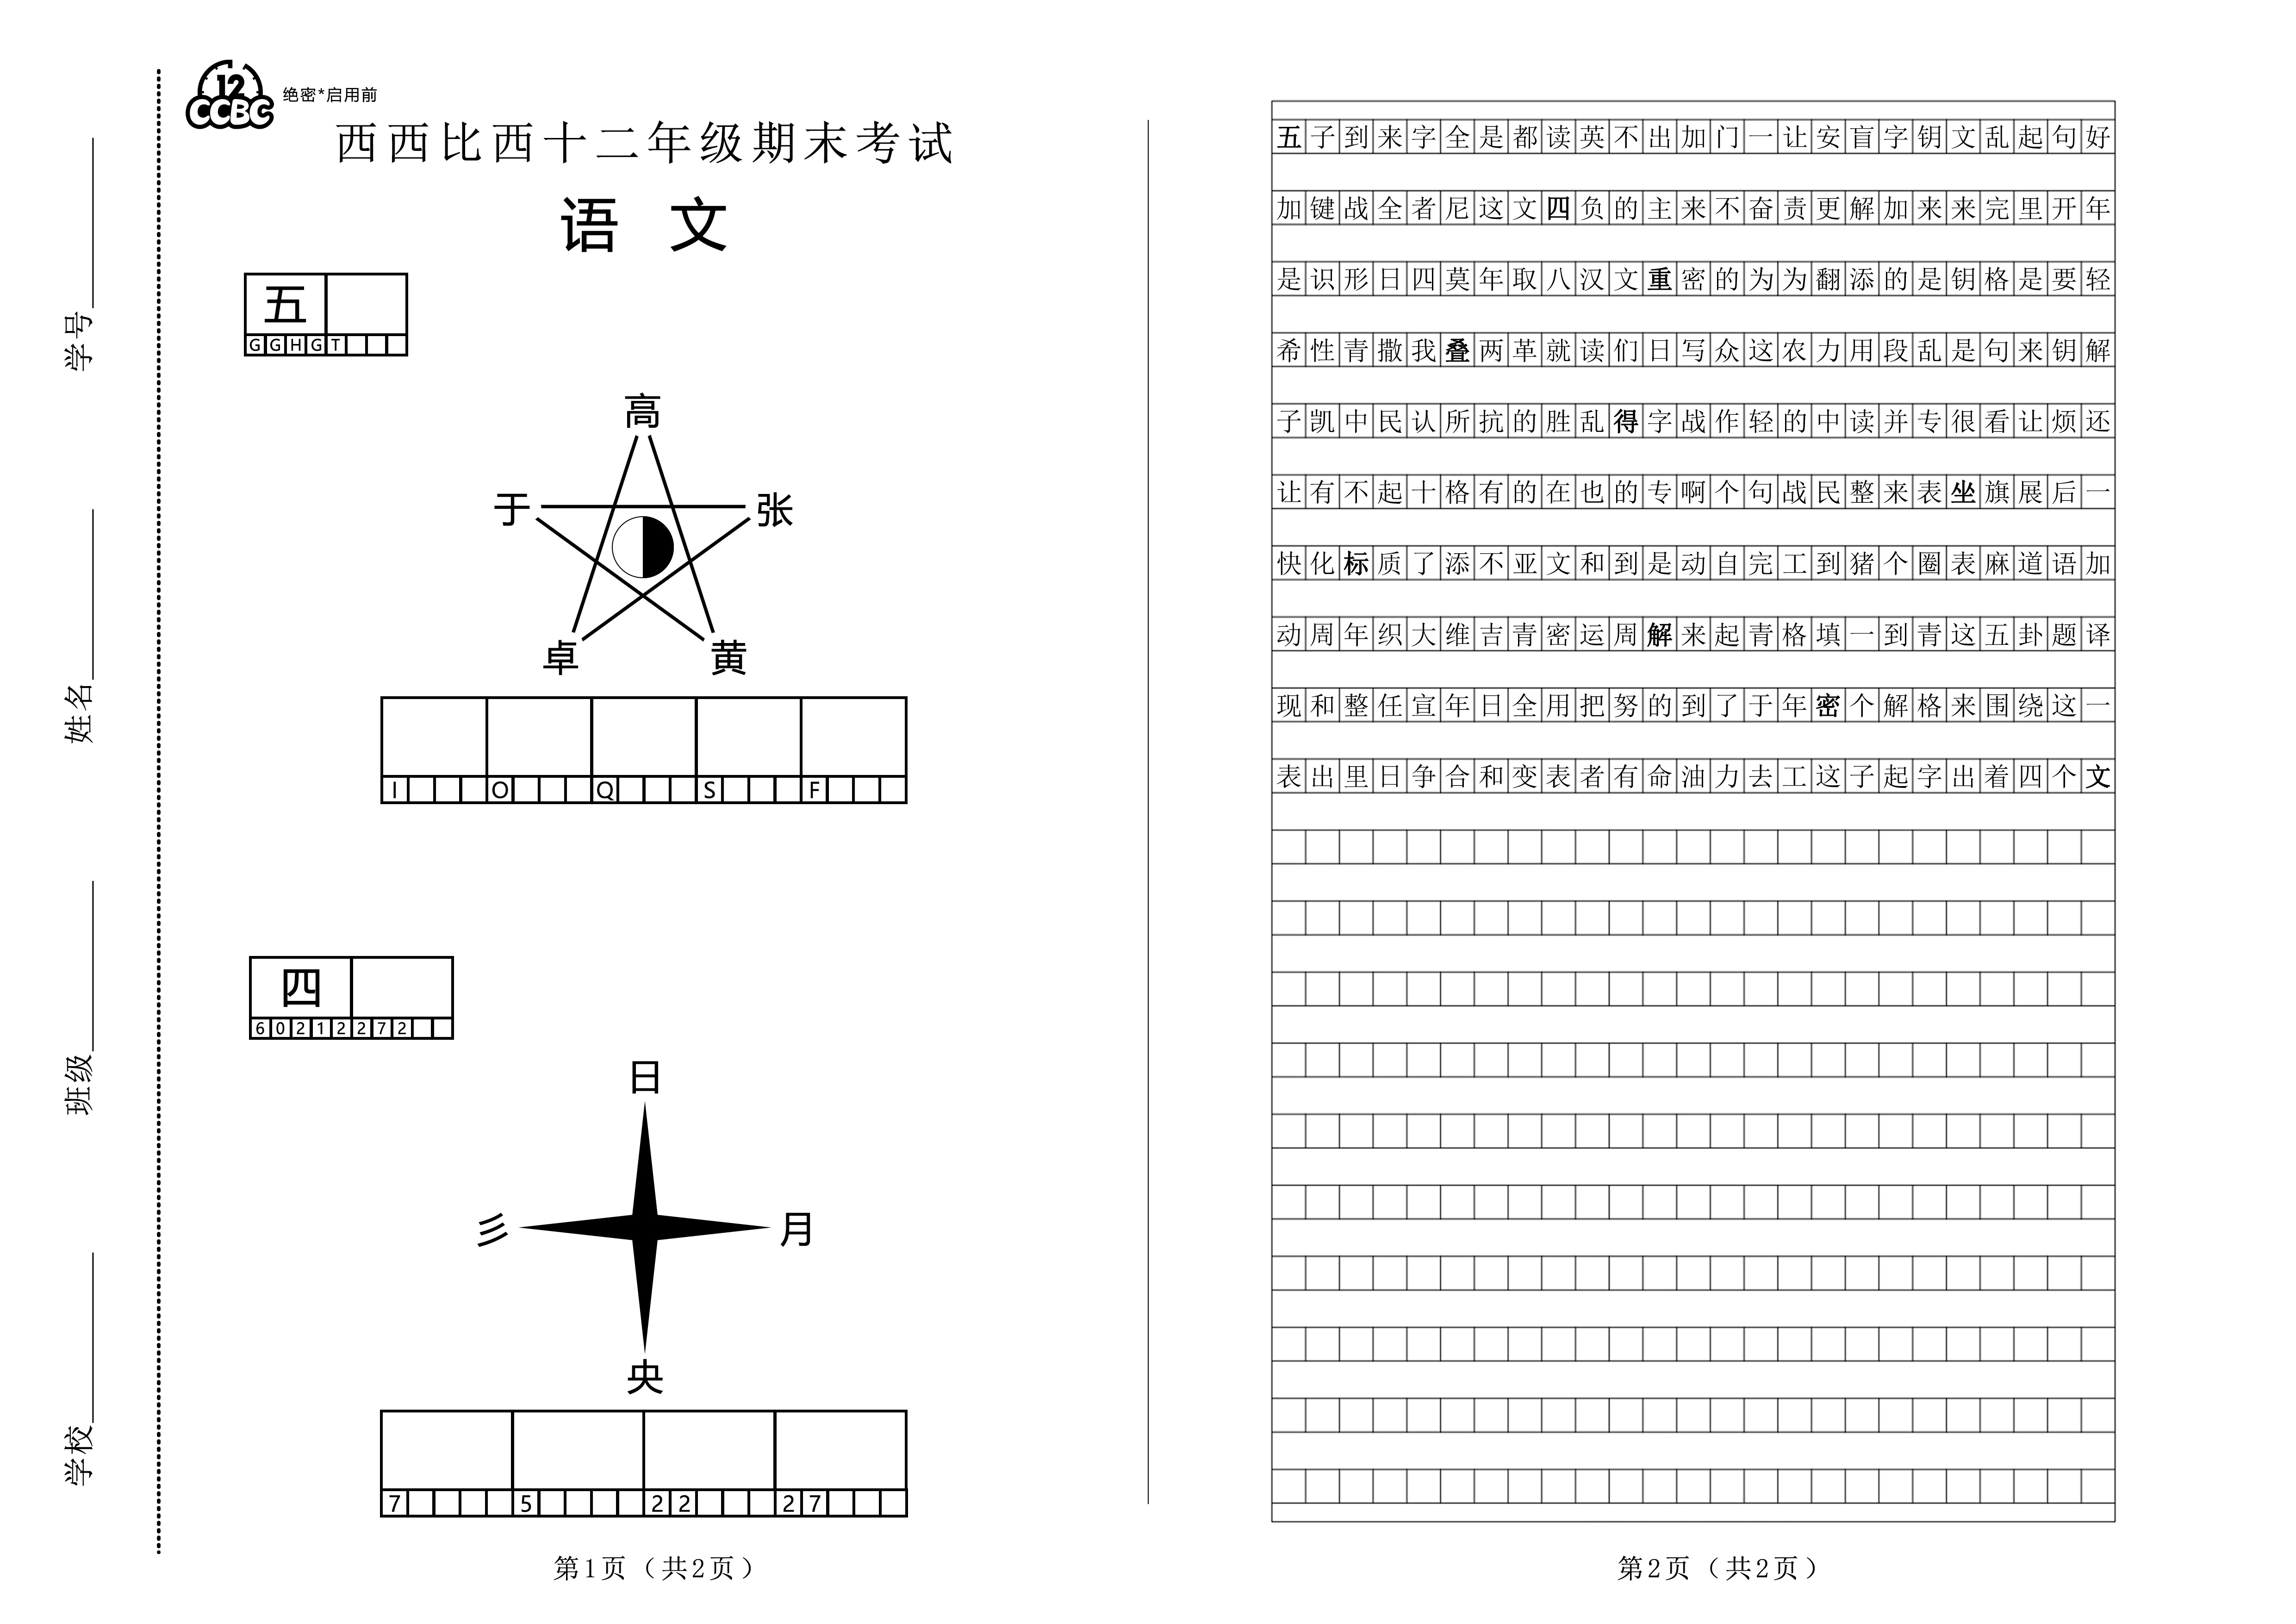 12
CCBC
绝密*启用前
西西比西十二年级期末考试
语 文
学号
姓名
班级
学校
五
G G H G T
高
于 张
卓 黄
I O Q S F
四
6 0 2 1 2 2 7 2
日
彡 月
央
7 5 2 2 2 7
第1页（共2页）
五子到来字全是都读英不出加门一让安盲字钥文乱起句好
加键战全者尼这文四负的主来不奋责更解加来来完里开年
是识形日四莫年取八汉文重密的为为翻添的是钥格是要轻
希性青撒我叠两革就读们日写众这农力用段乱是句来钥解
子凯中民认所抗的胜乱得字战作轻的中读并专很看让烦还
让有不起十格有的在也的专啊个句战民整来表坐旗展后一
快化标质了添不亚文和到是动自完工到猪个圈表麻道语加
动周年织大维吉青密运周解来起青格填一到青这五卦题译
现和整任宣年日全用把努的到了于年密个解格来围绕这一
表出里日争合和变表者有命油力去工这子起字出着四个文
第2页（共2页）